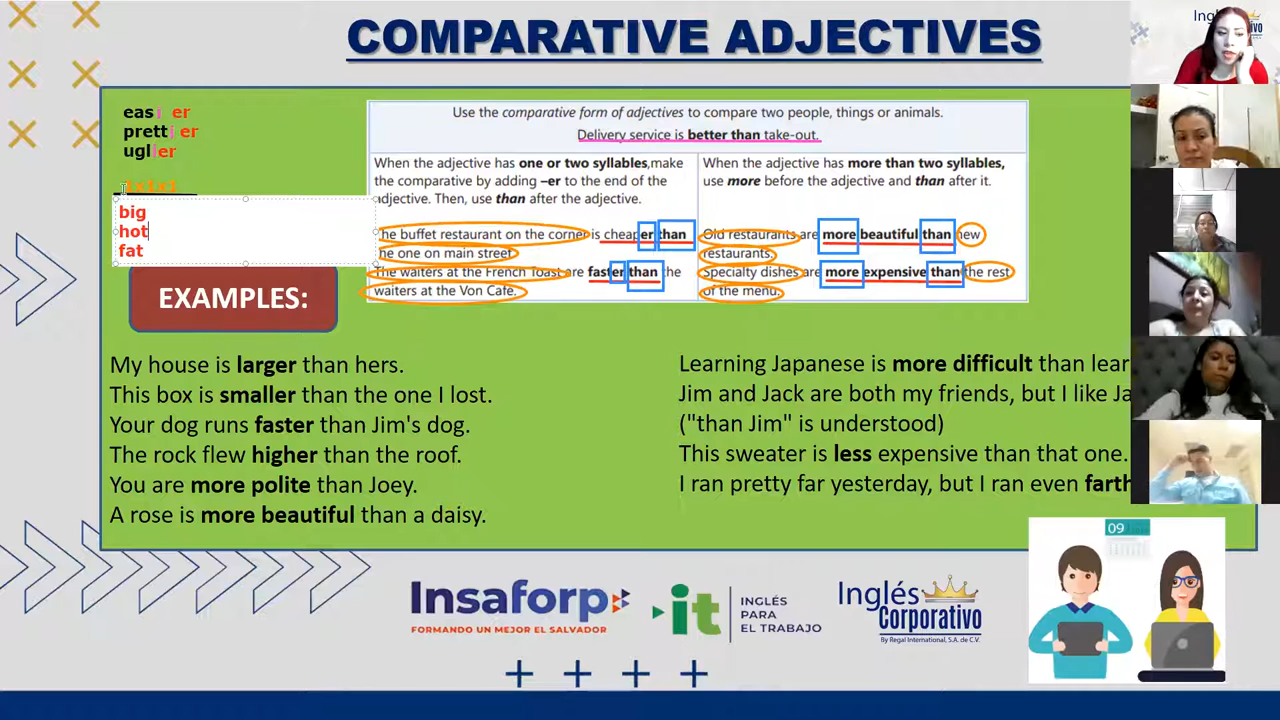 COMPARATIVE ADJECTIVES
easi er
pretti er
uglier
1x1x1
big
hot
fat
Use the comparative form of adjectives to compare two people, things or animals.
Delivery service is better than take-out.
When the adjective has one or two syllables,make
the comparative by adding –er to the end of the
adjective. Then, use than after the adjective.
The buffet restaurant on the corner is cheaper than
the one on main street.
The waiters at the French Toast are faster than the
waiters at the Von Cafe.
When the adjective has more than two syllables,
use more before the adjective and than after it.
Old restaurants are more beautiful than new
restaurants.
Specialty dishes are more expensive than the rest
of the menu.
EXAMPLES:
My house is larger than hers.
This box is smaller than the one I lost.
Your dog runs faster than Jim's dog.
The rock flew higher than the roof.
You are more polite than Joey.
A rose is more beautiful than a daisy.
Learning Japanese is more difficult than lear
Jim and Jack are both my friends, but I like Ja
("than Jim" is understood)
This sweater is less expensive than that one.
I ran pretty far yesterday, but I ran even farth
Insaforp
FORMANDO UN MEJOR EL SALVADOR
it
INGLÉS
PARA
EL TRABAJO
Inglés
Corporativo
By Regal International, S.A. de C.V.
09